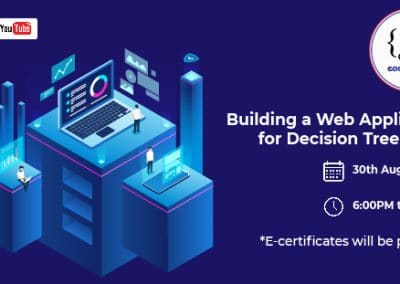 YouTube
Building a Web Appli
for Decision Tree
30th Aug
6:00PM t
*E-certificates will be p